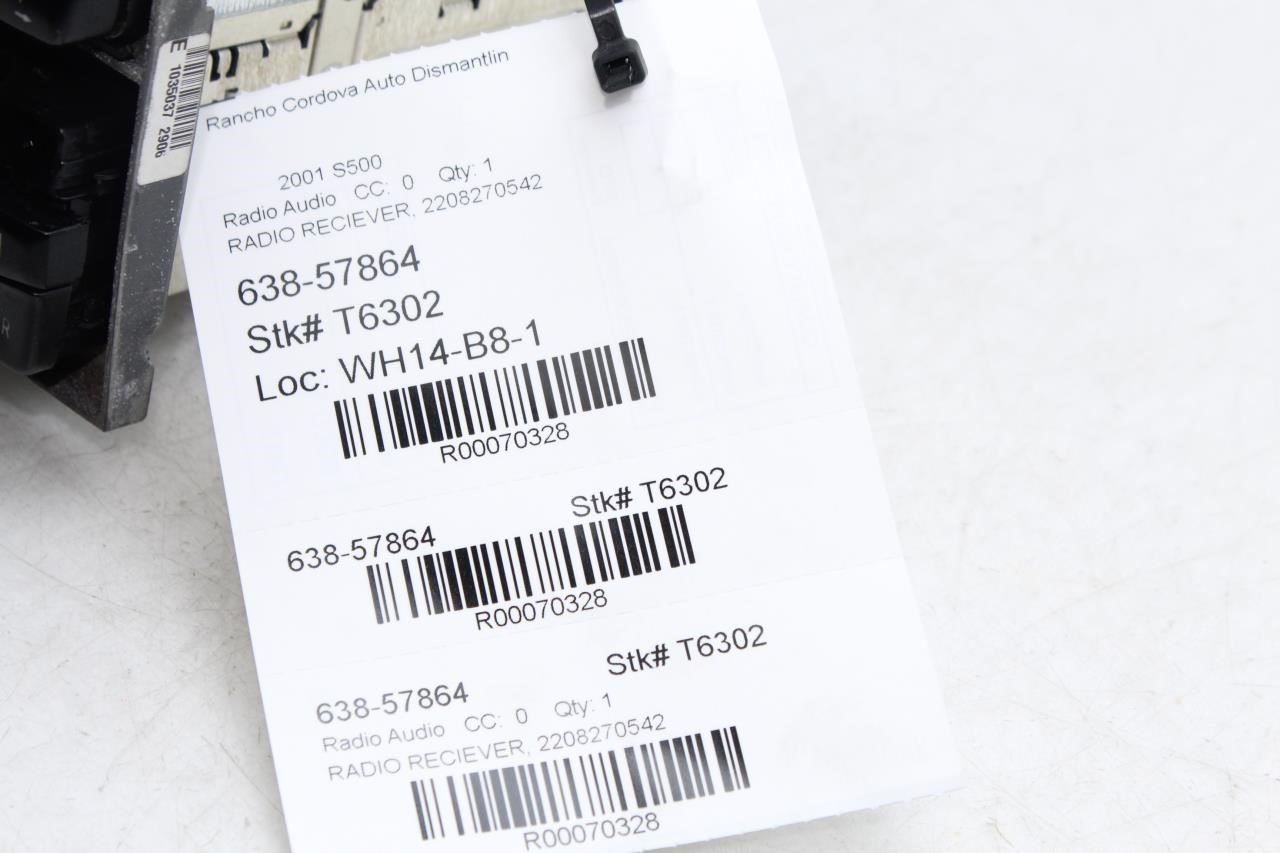 E 1035037 2906
R
Rancho Cordova Auto Dismantlin
2001 S500
Radio Audio CC: 0 Qty: 1
RADIO RECIEVER, 2208270542
638-57864
Stk# T6302
Loc: WH14-B8-1
R00070328
638-57864 Stk# T6302
R00070328
Stk# T6302
638-57864
Radio Audio CC: 0 Qty: 1
RADIO RECIEVER, 2208270542
R00070328